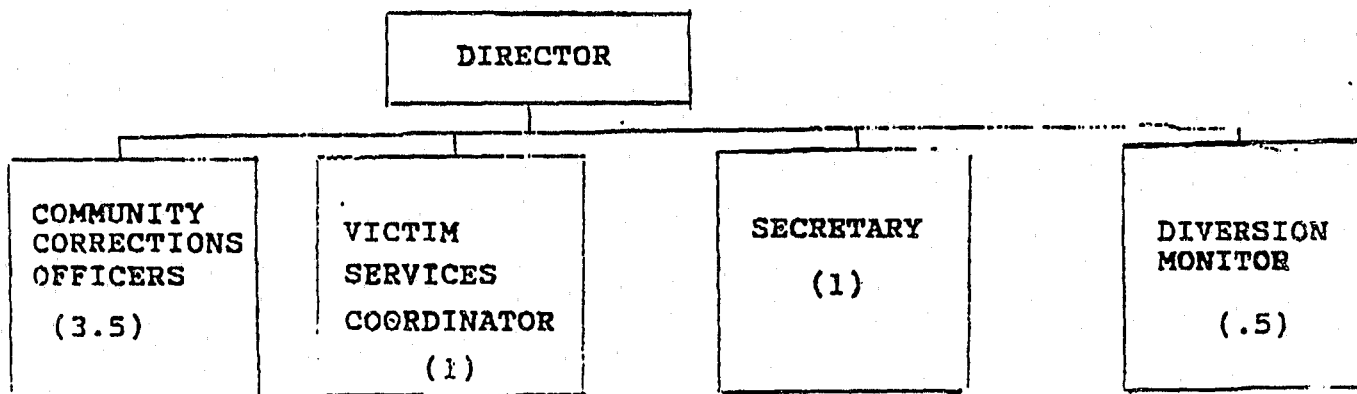 DIRECTOR
COMMUNITY
CORRECTIONS
OFFICERS
(3.5)
VICTIM
SERVICES
COORDINATOR
(1)
SECRETARY
(1)
DIVERSION
MONITOR
(.5)